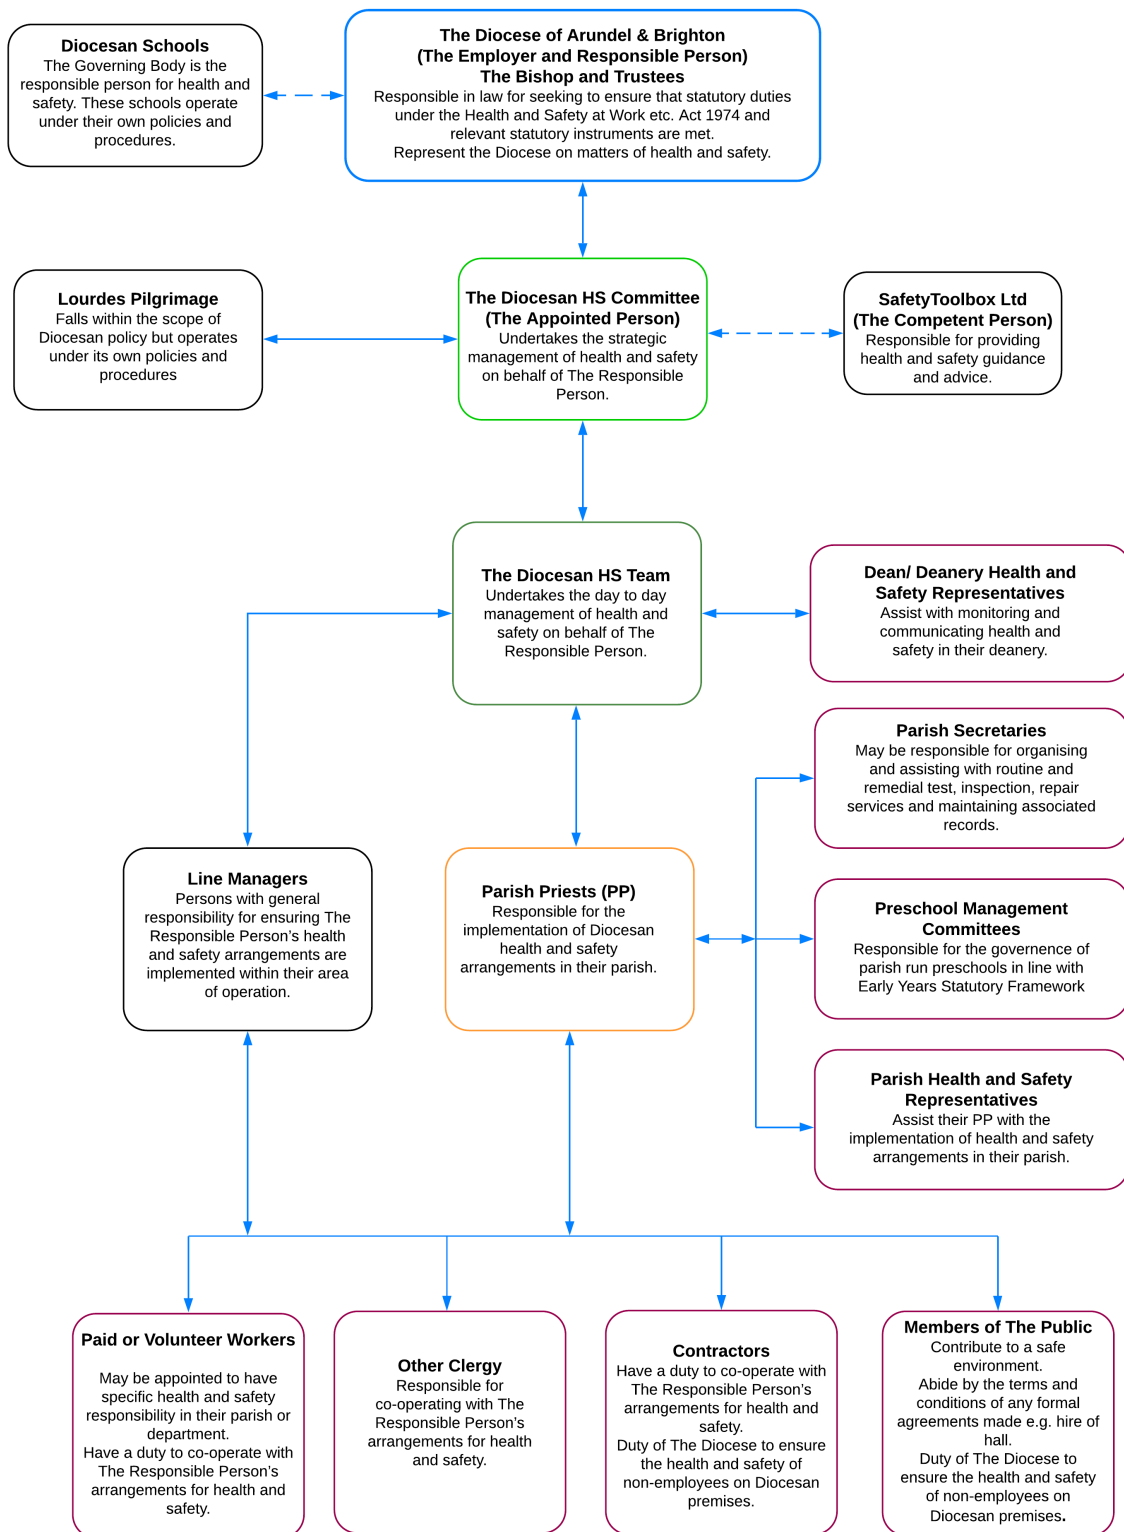 Diocesan Schools
The Governing Body is the
responsible person for health and
safety. These schools operate
under their own policies and
procedures.
The Diocese of Arundel & Brighton
(The Employer and Responsible Person)
The Bishop and Trustees
Responsible in law for seeking to ensure that statutory duties
under the Health and Safety at Work etc. Act 1974 and
relevant statutory instruments are met.
Represent the Diocese on matters of health and safety.
Lourdes Pilgrimage
Falls within the scope of
Diocesan policy but operates
under its own policies and
procedures
The Diocesan HS Committee
(The Appointed Person)
Undertakes the strategic
management of health and safety
on behalf of The Responsible
Person.
SafetyToolbox Ltd
(The Competent Person)
Responsible for providing
health and safety guidance
and advice.
The Diocesan HS Team
Undertakes the day to day
management of health and
safety on behalf of The
Responsible Person.
Dean/ Deanery Health and
Safety Representatives
Assist with monitoring and
communicating health and
safety in their deanery.
Parish Secretaries
May be responsible for organising
and assisting with routine and
remedial test, inspection, repair
services and maintaining associated
records.
Line Managers
Persons with general
responsibility for ensuring The
Responsible Person's health
and safety arrangements are
implemented within their area
of operation.
Parish Priests (PP)
Responsible for the
implementation of Diocesan
health and safety
arrangements in their parish.
Preschool Management
Committees
Responsible for the governence of
parish run preschools in line with
Early Years Statutory Framework
Parish Health and Safety
Representatives
Assist their PP with the
implementation of health and safety
arrangements in their parish.
Paid or Volunteer Workers
May be appointed to have
specific health and safety
responsibility in their parish or
department.
Have a duty to co-operate with
The Responsible Person's
arrangements for health and
safety.
Other Clergy
Responsible for
co-operating with The
Responsible Person's
arrangements for health
and safety.
Contractors
Have a duty to co-operate with
The Responsible Person's
arrangements for health and
safety.
Duty of The Diocese to ensure
the health and safety of
non-employees on Diocesan
premises.
Members of The Public
Contribute to a safe
environment.
Abide by the terms and
conditions of any formal
agreements made e.g. hire of
hall.
Duty of The Diocese to
ensure the health and safety
of non-employees on
Diocesan premises.